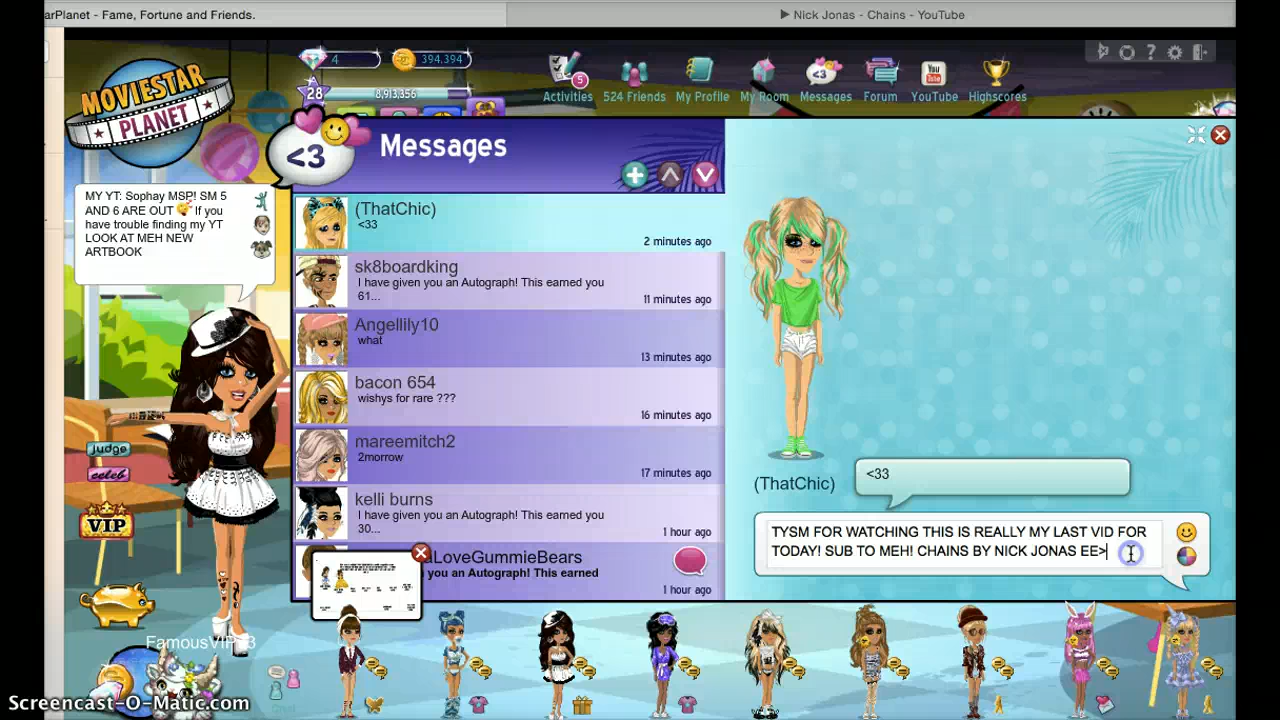 arPlanet - Fame, Fortune and Friends.
▶ Nick Jonas - Chains - YouTube
MOVIESTAR
PLANET
4
394,394
28
8,913,356
5
Activities
524 Friends
My Profile
My Room
<3
Messages
Forum
You
Tube
YouTube
Highscores
<3
Messages
MY YT: Sophay MSP! SM 5
AND 6 ARE OUT If you
have trouble finding my YT
LOOK AT MEH NEW
ARTBOOK
(ThatChic)
<33
2 minutes ago
sk8boardking
I have given you an Autograph! This earned you
61...
11 minutes ago
Angellily10
what
13 minutes ago
bacon 654
wishys for rare ???
16 minutes ago
mareemitch2
2morrow
17 minutes ago
kelli burns
I have given you an Autograph! This earned you
30...
1 hour ago
LoveGummieBears
you an Autograph! This earned
1 hour ago
judge
celeb
VIP
(ThatChic)
<33
TYSM FOR WATCHING THIS IS REALLY MY LAST VID FOR
TODAY! SUB TO MEH! CHAINS BY NICK JONAS EE>
Chat
Screencast-O-Matic.com